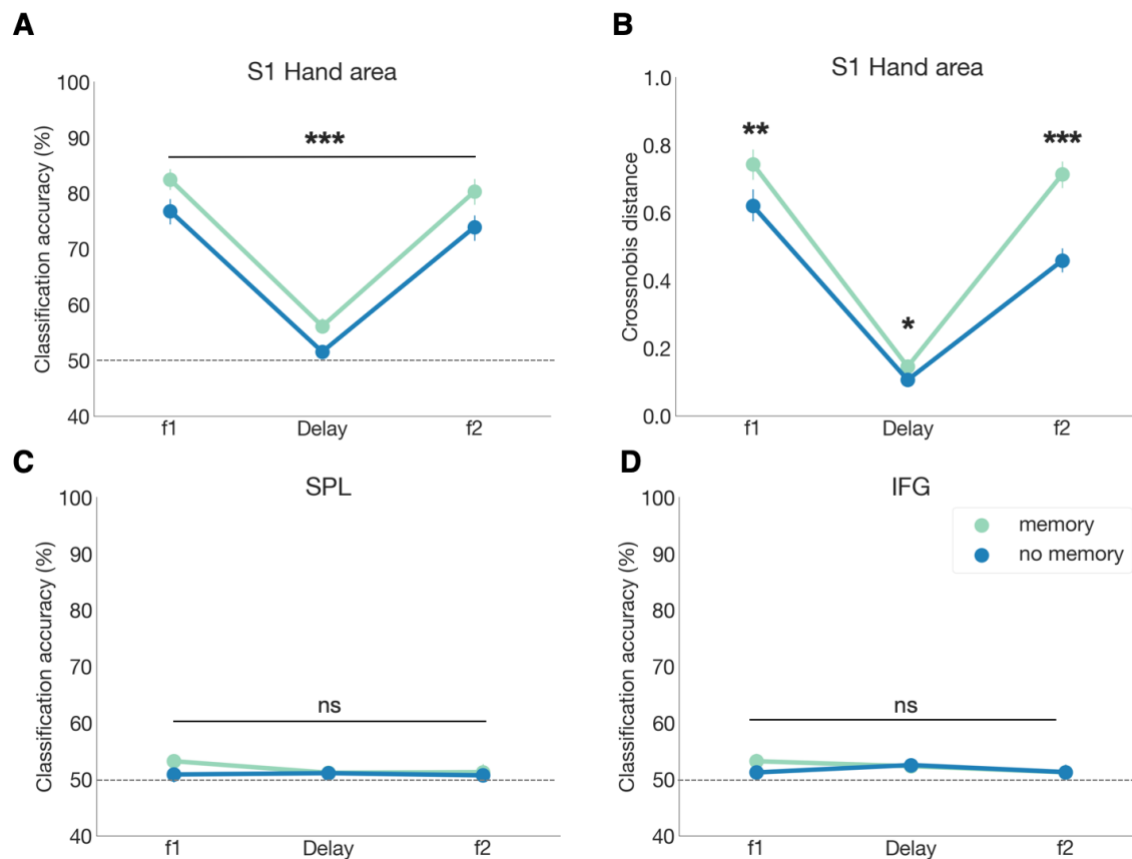 A
S1 Hand area
Classification accuracy (%)
100
90
80
70
60
50
40
***
f1 Delay f2
B
S1 Hand area
Crossnobis distance
1.0
0.8
0.6
0.4
0.2
0.0
**
*
***
f1 Delay f2
C
SPL
Classification accuracy (%)
100
90
80
70
60
50
40
ns
f1 Delay f2
D
IFG
Classification accuracy (%)
100
90
80
70
60
50
40
memory
no memory
ns
f1 Delay f2